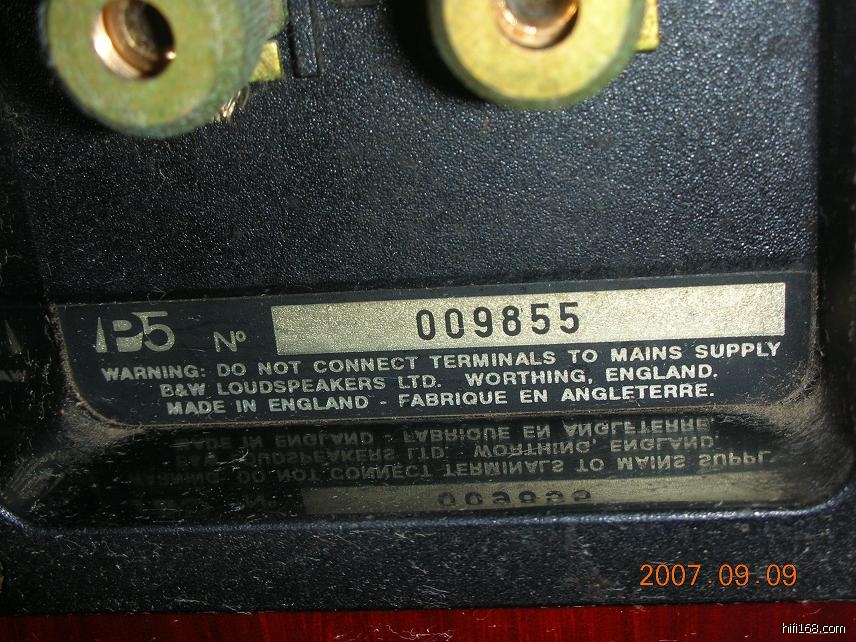 Nº 009855
WARNING: DO NOT CONNECT TERMINALS TO MAINS SUPPLY
B&W LOUDSPEAKERS LTD. WORTHING, ENGLAND.
MADE IN ENGLAND - FABRIQUE EN ANGLETERRE.
2007.09.09
hifi168.com